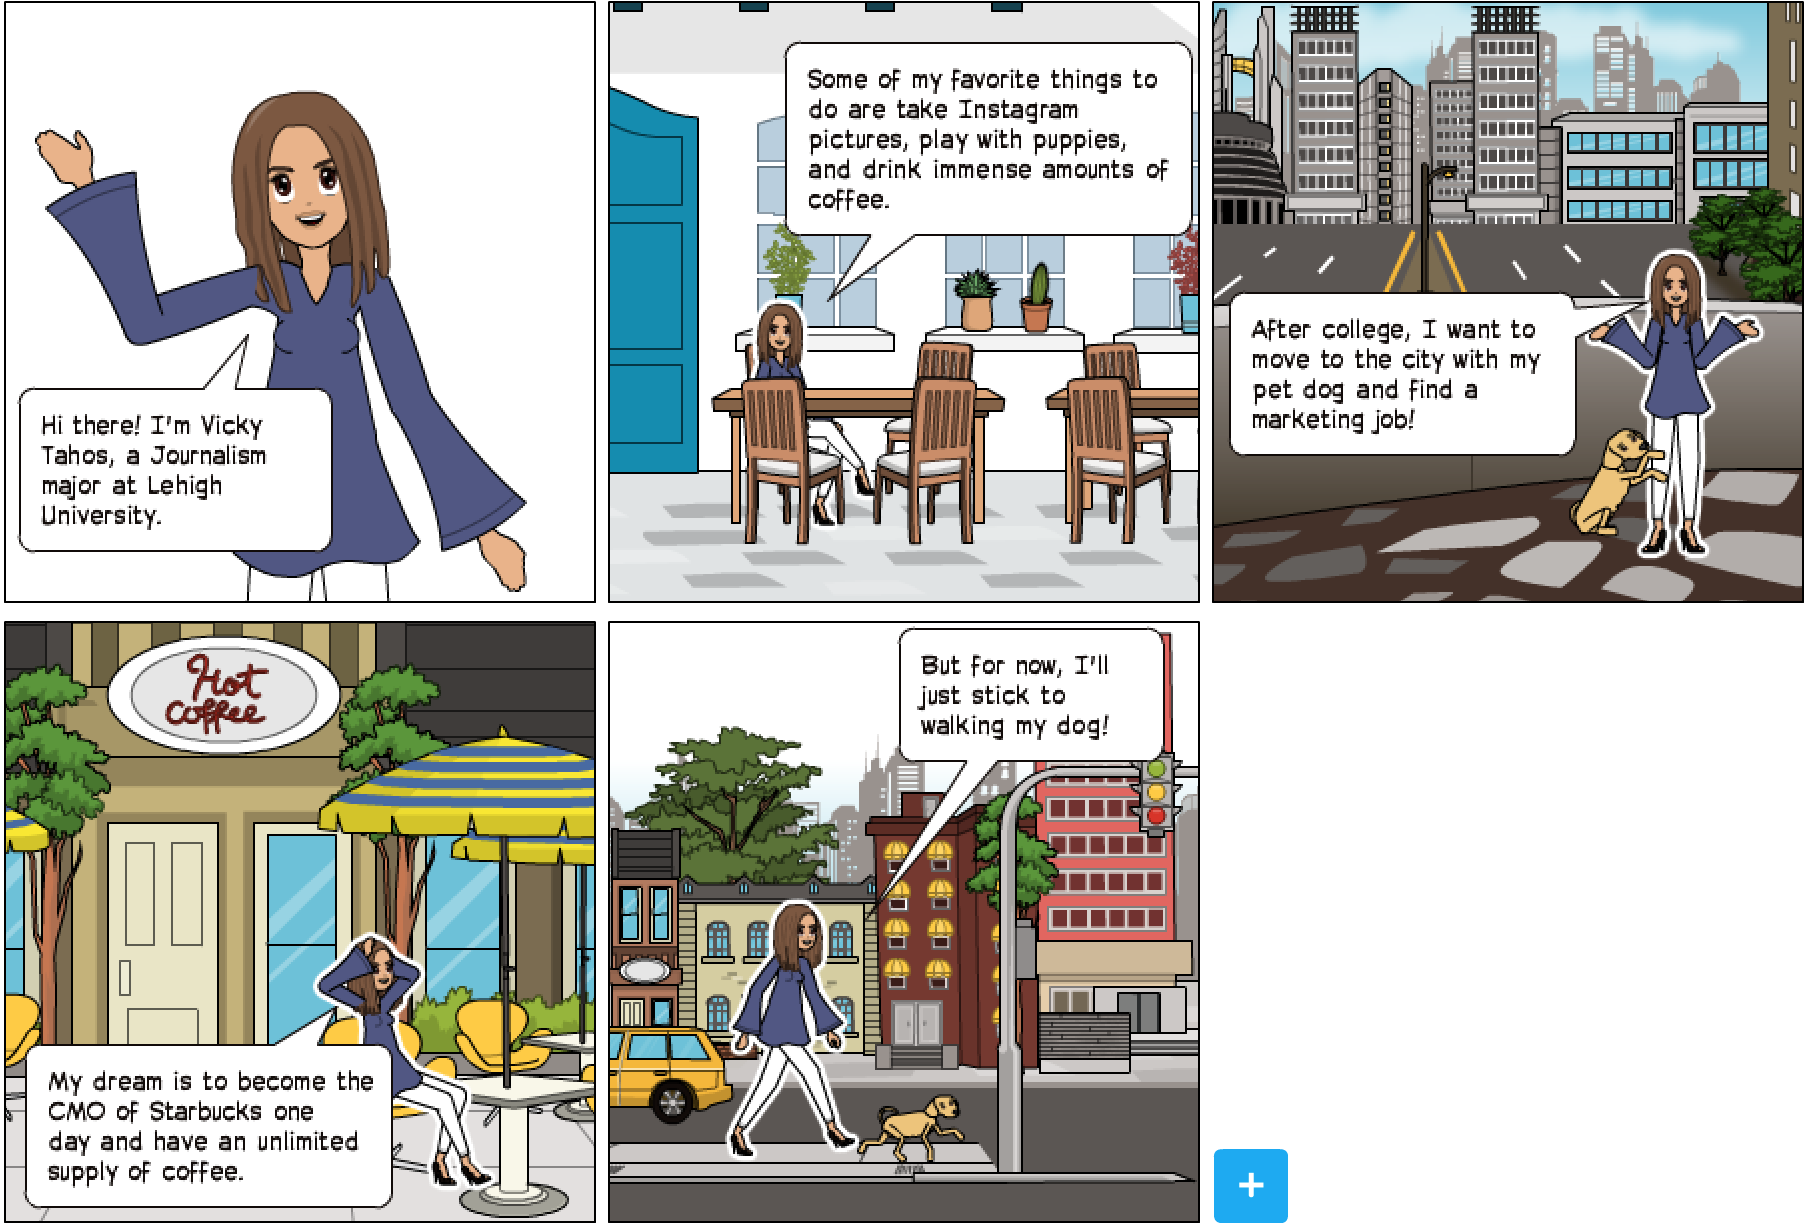 Hi there! I'm Vicky
Tahos, a Journalism
major at Lehigh
University.
Some of my favorite things to
do are take Instagram
pictures, play with puppies,
and drink immense amounts of
coffee.
After college, I want to
move to the city with my
pet dog and find a
marketing job!
Hot
Coffee
My dream is to become the
CMO of Starbucks one
day and have an unlimited
supply of coffee.
But for now, I'll
just stick to
walking my dog!